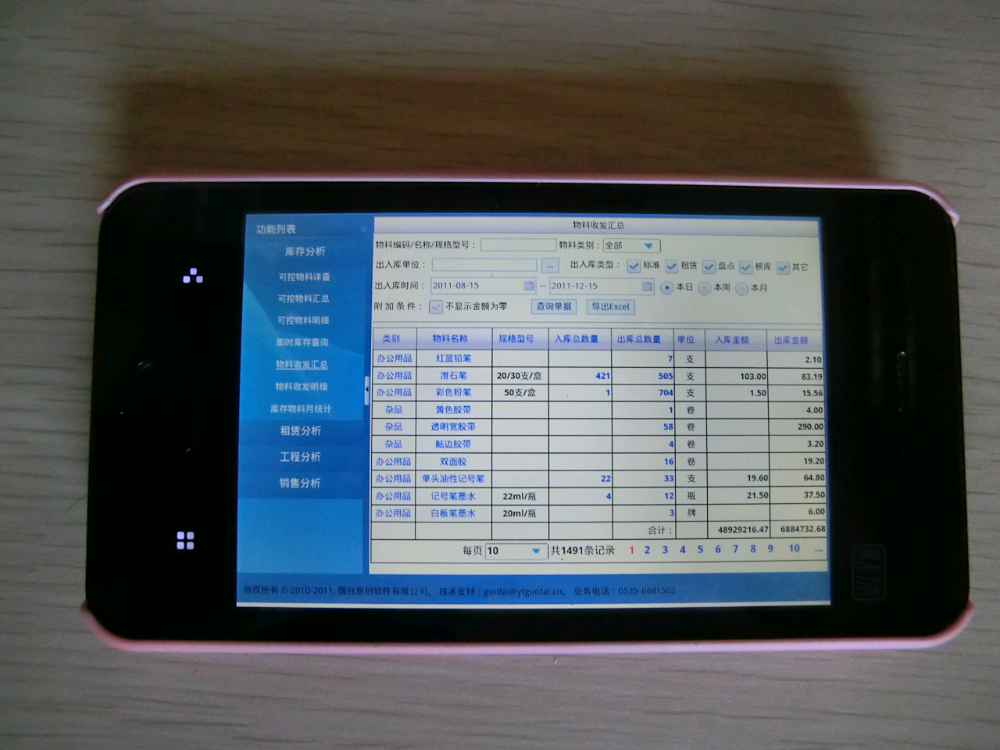 功能列表
库存分析
可控物料详查
可控物料汇总
可控物料明细
即时库存查询
物料收发汇总
物料收发明细
库存物料月统计
租赁分析
工程分析
销售分析
物料收发汇总
物料编码/名称/规格型号： 物料类别： 全部
出入库单位： ... 出入库类型： 标准 租赁 盘点 移库 其它
出入库时间： 2011-08-15 -- 2011-12-15 本日 本周 本月
附加条件： 不显示金额为零 查询单据 导出Excel
类别 物料名称 规格型号 入库总数量 出库总数量 单位 入库金额 出库金额
办公用品 红蓝铅笔 7 支 2.10
办公用品 滑石笔 20/30支/盒 421 505 支 103.00 83.19
办公用品 彩色粉笔 50支/盒 1 704 支 1.50 15.56
杂品 黄色胶带 1 卷 4.00
杂品 透明宽胶带 58 卷 290.00
杂品 贴边胶带 4 卷 3.20
办公用品 双面胶 16 卷 19.20
办公用品 单头油性记号笔 22 33 支 19.60 64.80
办公用品 记号笔墨水 22ml/瓶 4 12 瓶 21.50 37.50
办公用品 白板笔墨水 20ml/瓶 3 牌 6.00
合计： 48929216.47 6884732.68
每页 10 共1491条记录 1 2 3 4 5 6 7 8 9 10 ...
版权所有 © 2010-2011, 烟台思创软件有限公司。 技术支持：guotai@ytguotai.cn。 业务电话：0535-6681502